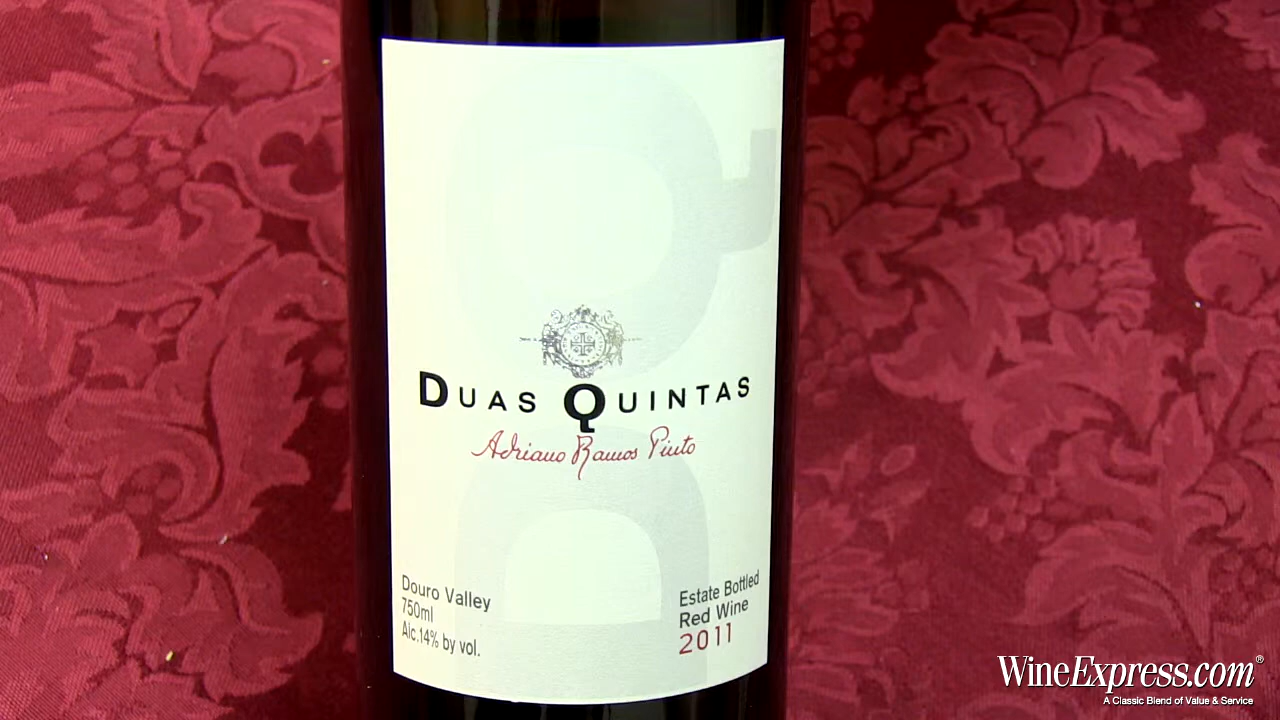 DUAS QUINTAS
Adriano Ramos Pinto
Douro Valley
750ml
Alc.14% by vol.
Estate Bottled
Red Wine
2011
WineExpress.com®
A Classic Blend of Value & Service